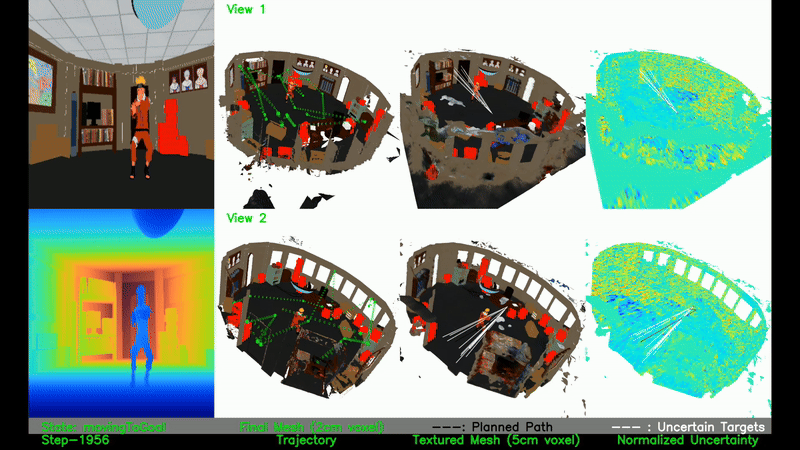 View 1
View 2
State: movingToGoal Final Mesh (2cm voxel) ---: Planned Path --- : Uncertain Targets
Step-1956 Trajectory Textured Mesh (5cm voxel) Normalized Uncertainty